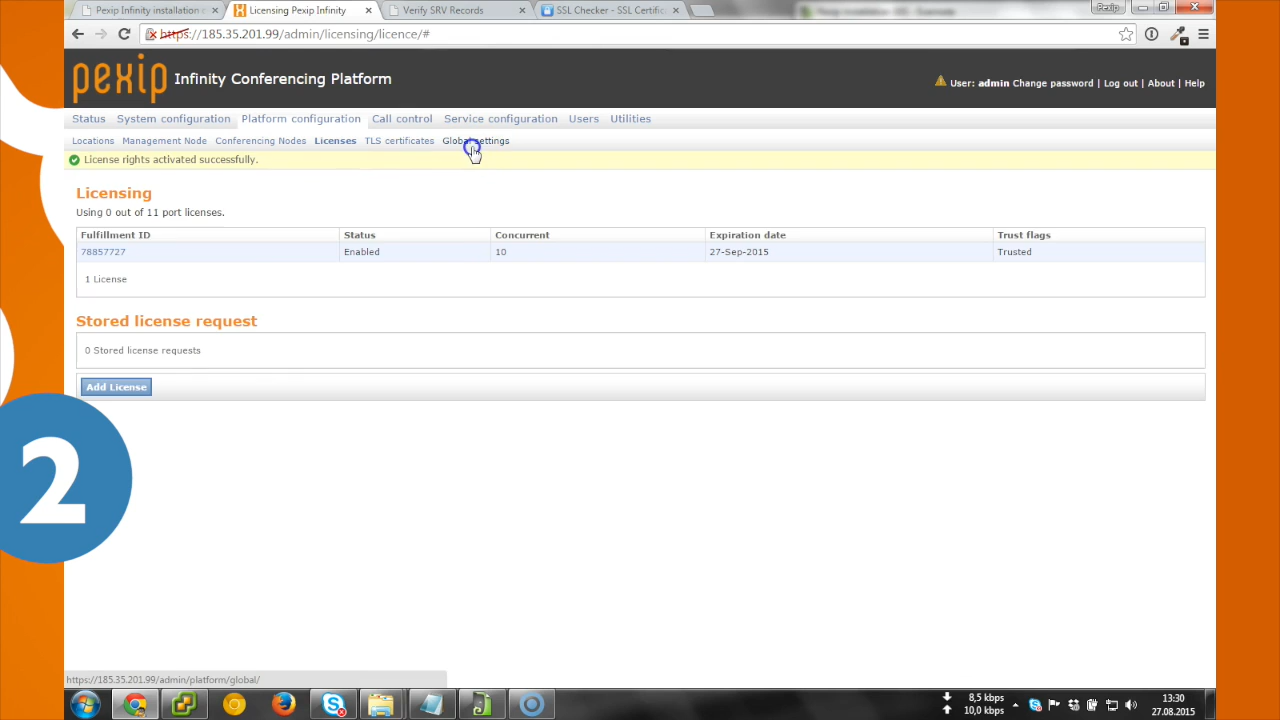 Pexip Infinity installation
Licensing Pexip Infinity
Verify SRV Records
SSL Checker - SSL Certific
Pexip
https://185.35.201.99/admin/licensing/licence/#
pexip Infinity Conferencing Platform
User: admin Change password | Log out | About | Help
Status System configuration Platform configuration Call control Service configuration Users Utilities
Locations Management Node Conferencing Nodes Licenses TLS certificates Global settings
License rights activated successfully.
Licensing
Using 0 out of 11 port licenses.
Fulfillment ID Status Concurrent Expiration date Trust flags
78857727 Enabled 10 27-Sep-2015 Trusted
1 License
Stored license request
0 Stored license requests
Add License
2
https://185.35.201.99/admin/platform/global/
8,5 kbps
10,0 kbps
13:30
27.08.2015